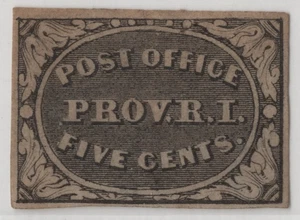 POST OFFICE
PROV. R. I.
FIVE CENTS.